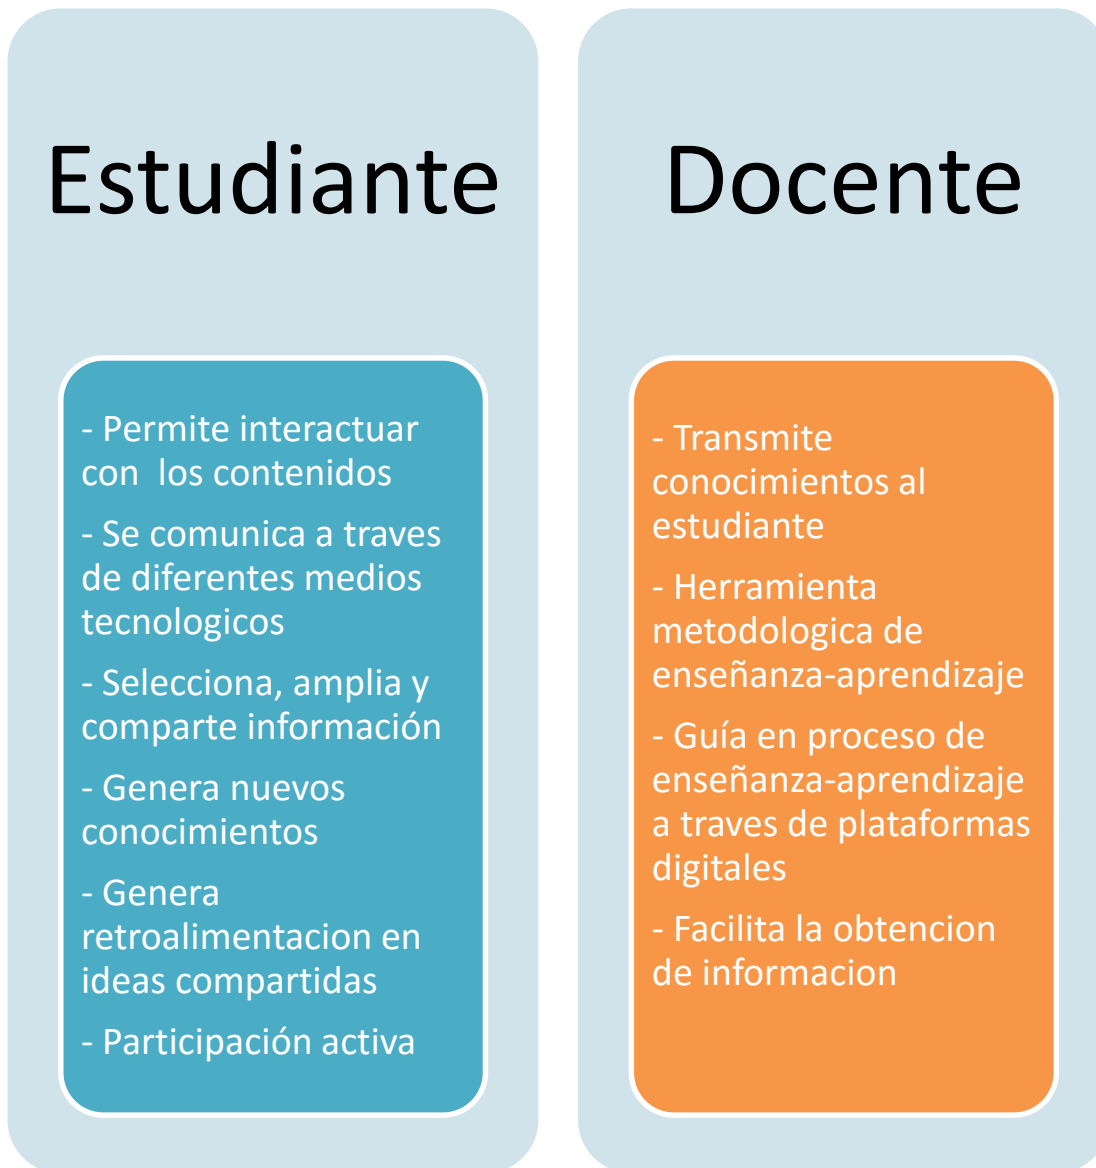 Estudiante
- Permite interactuar
con  los contenidos
- Se comunica a traves
de diferentes medios
tecnologicos
- Selecciona, amplia y
comparte información
- Genera nuevos
conocimientos
- Genera
retroalimentacion en
ideas compartidas
- Participación activa
Docente
- Transmite
conocimientos al
estudiante
- Herramienta
metodologica de
enseñanza-aprendizaje
- Guía en proceso de
enseñanza-aprendizaje
a traves de plataformas
digitales
- Facilita la obtencion
de informacion